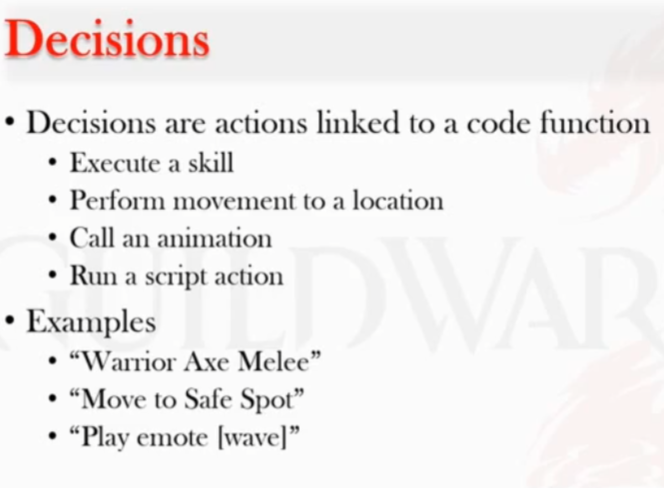 Decisions
• Decisions are actions linked to a code function
• Execute a skill
• Perform movement to a location
• Call an animation
• Run a script action
• Examples
• “Warrior Axe Melee”
• “Move to Safe Spot”
• “Play emote [wave]”
GUILDWAR